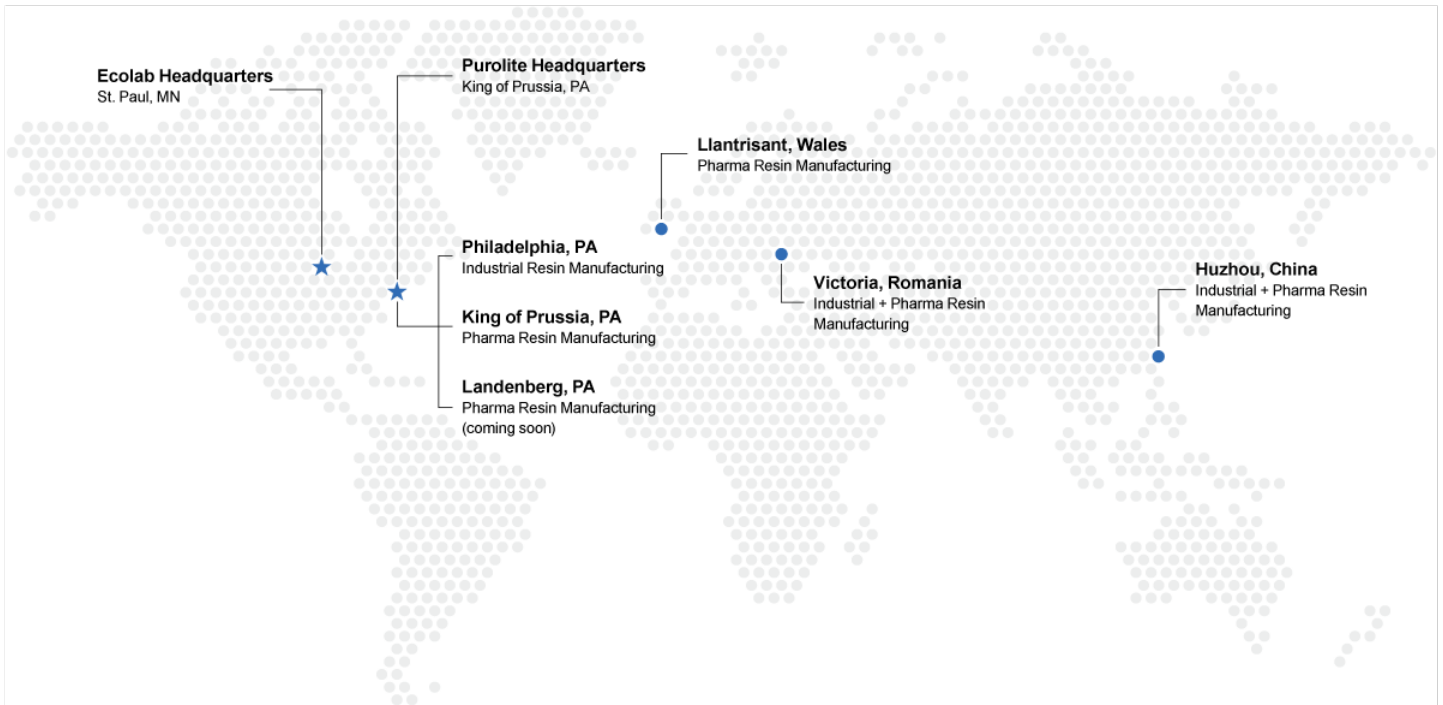 Ecolab Headquarters
St. Paul, MN
Purolite Headquarters
King of Prussia, PA
Llantrisant, Wales
Pharma Resin Manufacturing
Philadelphia, PA
Industrial Resin Manufacturing
King of Prussia, PA
Pharma Resin Manufacturing
Landenberg, PA
Pharma Resin Manufacturing
(coming soon)
Victoria, Romania
Industrial + Pharma Resin
Manufacturing
Huzhou, China
Industrial + Pharma Resin
Manufacturing